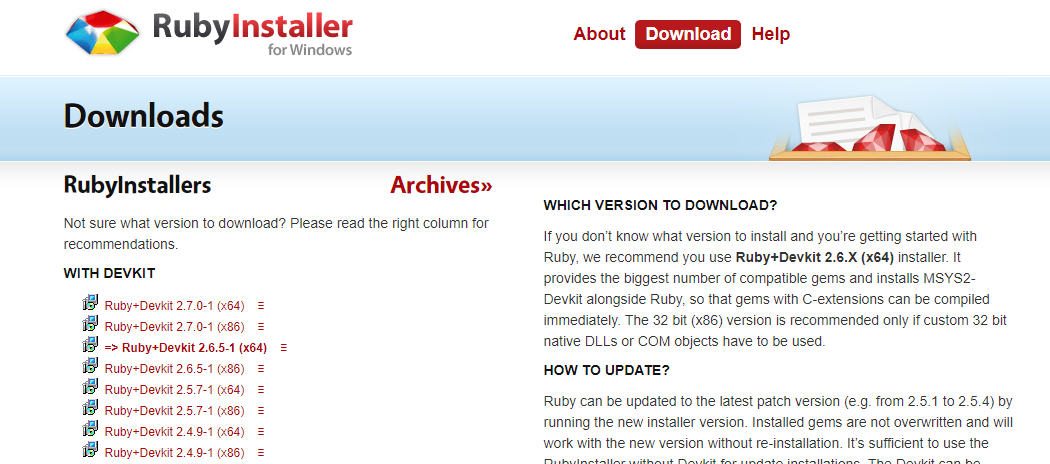 RubyInstaller
for Windows
About Download Help
Downloads
RubyInstallers Archives»
Not sure what version to download? Please read the right column for
recommendations.
WITH DEVKIT
Ruby+Devkit 2.7.0-1 (x64)
Ruby+Devkit 2.7.0-1 (x86)
=> Ruby+Devkit 2.6.5-1 (x64)
Ruby+Devkit 2.6.5-1 (x86)
Ruby+Devkit 2.5.7-1 (x64)
Ruby+Devkit 2.5.7-1 (x86)
Ruby+Devkit 2.4.9-1 (x64)
Ruby+Devkit 2.4.9-1 (x86)
WHICH VERSION TO DOWNLOAD?
If you don’t know what version to install and you’re getting started with
Ruby, we recommend you use Ruby+Devkit 2.6.X (x64) installer. It
provides the biggest number of compatible gems and installs MSYS2-
Devkit alongside Ruby, so that gems with C-extensions can be compiled
immediately. The 32 bit (x86) version is recommended only if custom 32 bit
native DLLs or COM objects have to be used.
HOW TO UPDATE?
Ruby can be updated to the latest patch version (e.g. from 2.5.1 to 2.5.4) by
running the new installer version. Installed gems are not overwritten and will
work with the new version without re-installation. It’s sufficient to use the
RubyInstaller without Devkit for update installations. The Devkit can be